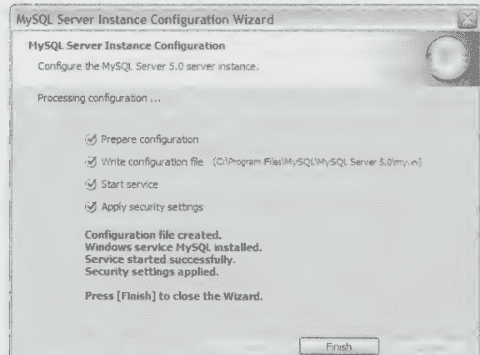 MySQL Server Instance Configuration Wizard
MySQL Server Instance Configuration
Configure the MySQL Server 5.0 server instance.
Processing configuration ...
Prepare configuration
Write configuration file (C:\Program Files\MySQL\MySQL Server 5.0\my.ini)
Start service
Apply security settings
Configuration file created.
Windows service MySQL installed.
Service started successfully.
Security settings applied.
Press [Finish] to close the Wizard.
Finish